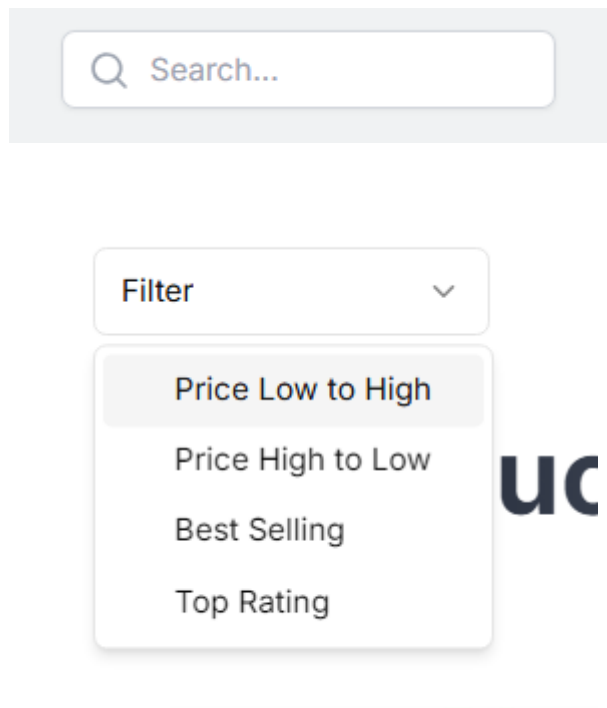 Search...
Filter
Price Low to High
Price High to Low
Best Selling
Top Rating